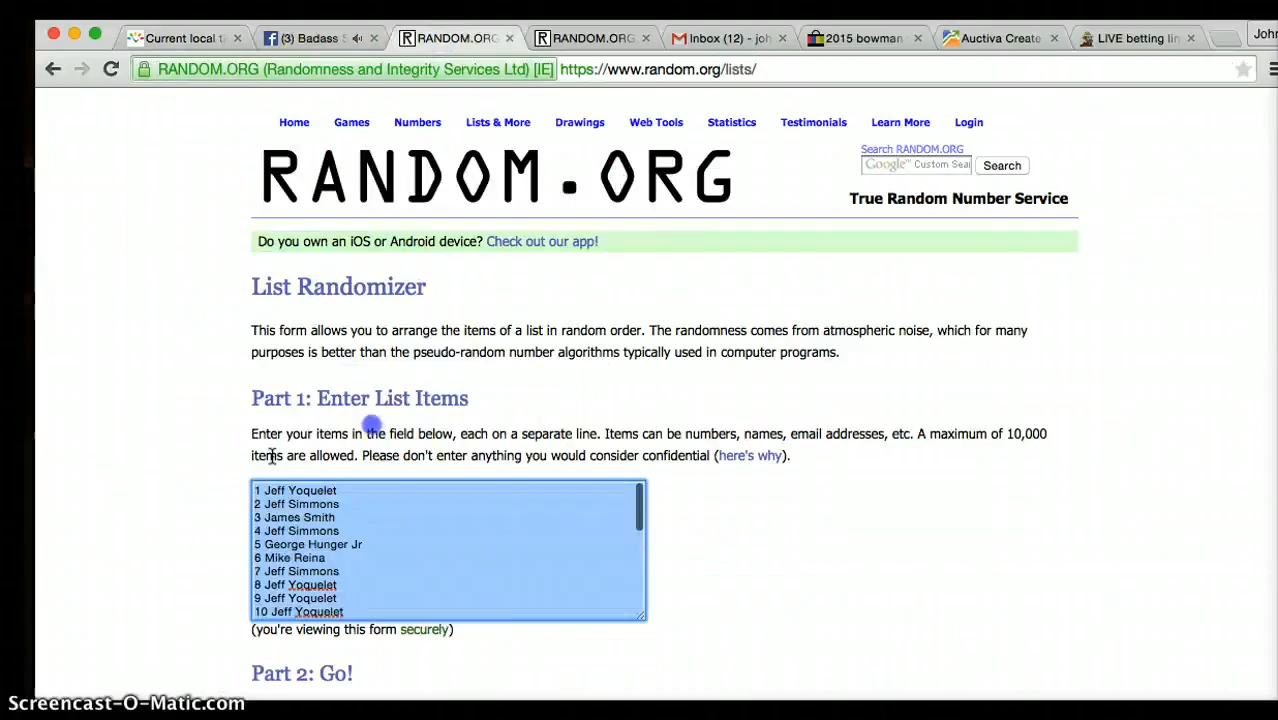 Current local t
(3) Badass S
RANDOM.ORG
RANDOM.ORG
Inbox (12) - joh
2015 bowman
Auctiva Create
LIVE betting lin
John
RANDOM.ORG (Randomness and Integrity Services Ltd) [IE] https://www.random.org/lists/
Home Games Numbers Lists & More Drawings Web Tools Statistics Testimonials Learn More Login
RANDOM.ORG
Search RANDOM.ORG
Google™ Custom Sea Search
True Random Number Service
Do you own an iOS or Android device? Check out our app!
List Randomizer
This form allows you to arrange the items of a list in random order. The randomness comes from atmospheric noise, which for many
purposes is better than the pseudo-random number algorithms typically used in computer programs.
Part 1: Enter List Items
Enter your items in the field below, each on a separate line. Items can be numbers, names, email addresses, etc. A maximum of 10,000
items are allowed. Please don't enter anything you would consider confidential (here's why).
1 Jeff Yoquelet
2 Jeff Simmons
3 James Smith
4 Jeff Simmons
5 George Hunger Jr
6 Mike Reina
7 Jeff Simmons
8 Jeff Yoquelet
9 Jeff Yoquelet
10 Jeff Yoquelet
(you're viewing this form securely)
Part 2: Go!
Screencast-O-Matic.com